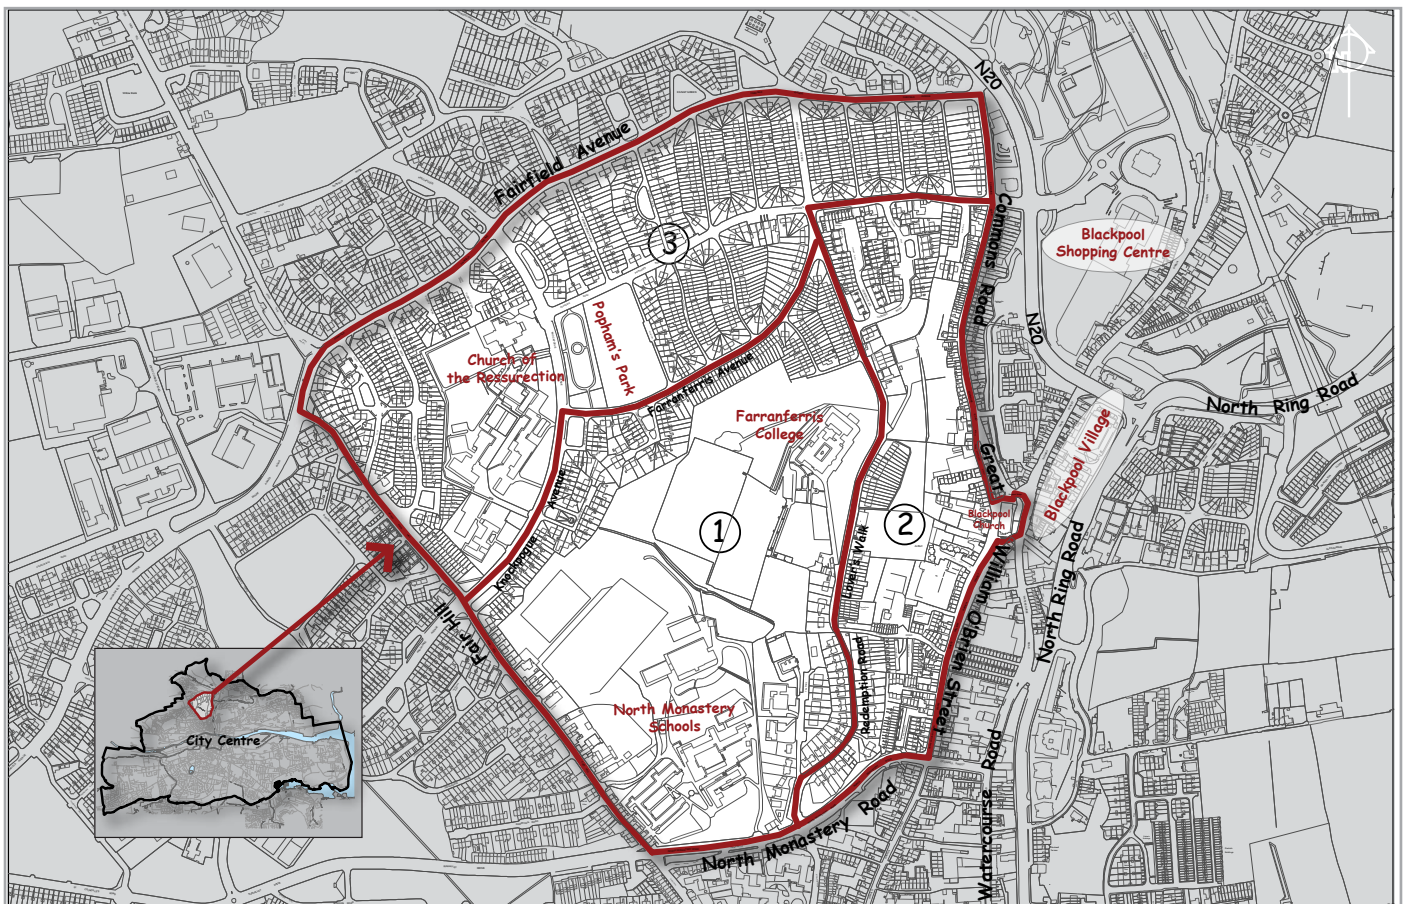 N20
Fairfield Avenue
Commons Road
Blackpool
Shopping Centre
3
Popham's Park
N20
Church of
the Ressurection
Farranferris Avenue
North Ring Road
Farranferris
College
Blackpool Village
Great William O'Brien Street
Blackpool
Church
1
2
Knockpogue Avenue
Lover's Walk
North Ring Road
Fair Hill
Redemption Road
North Monastery
Schools
City Centre
Watercourse Road
North Monastery Road